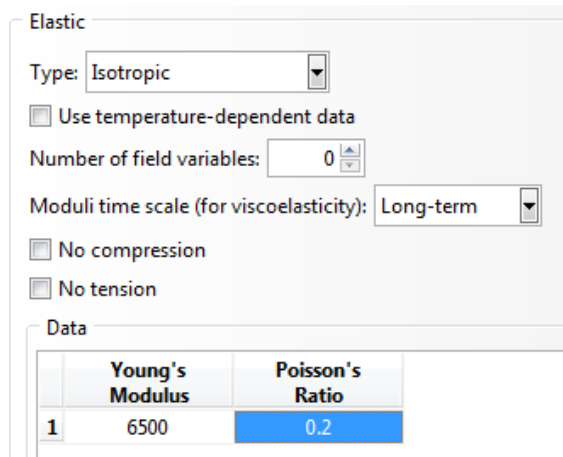 Elastic
Type: Isotropic
Use temperature-dependent data
Number of field variables: 0
Moduli time scale (for viscoelasticity): Long-term
No compression
No tension
Data
Young's Modulus Poisson's Ratio
1 6500 0.2